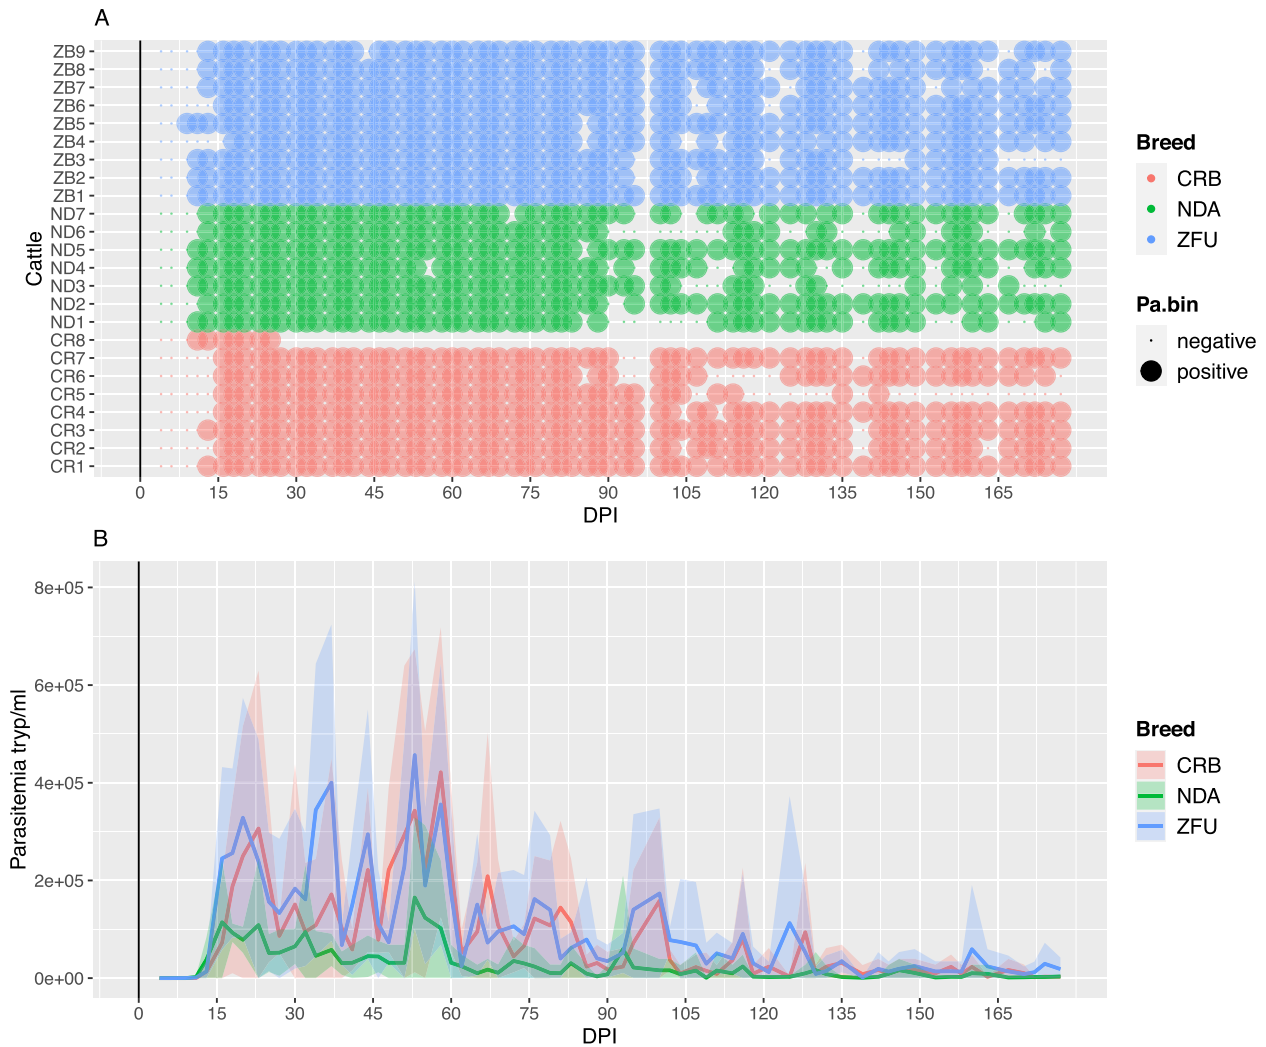 A
ZB9
ZB8
ZB7
ZB6
ZB5
ZB4
ZB3
ZB2
ZB1
ND7
ND6
ND5
ND4
ND3
ND2
ND1
CR8
CR7
CR6
CR5
CR4
CR3
CR2
CR1
Cattle
0 15 30 45 60 75 90 105 120 135 150 165
DPI
Breed
CRB
NDA
ZFU
Pa.bin
negative
positive
B
8e+05
6e+05
4e+05
2e+05
0e+00
Parasitemia tryp/ml
0 15 30 45 60 75 90 105 120 135 150 165
DPI
Breed
CRB
NDA
ZFU